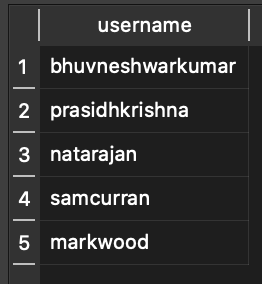 username
1 bhuvneshwarkumar
2 prasidhkrishna
3 natarajan
4 samcurran
5 markwood